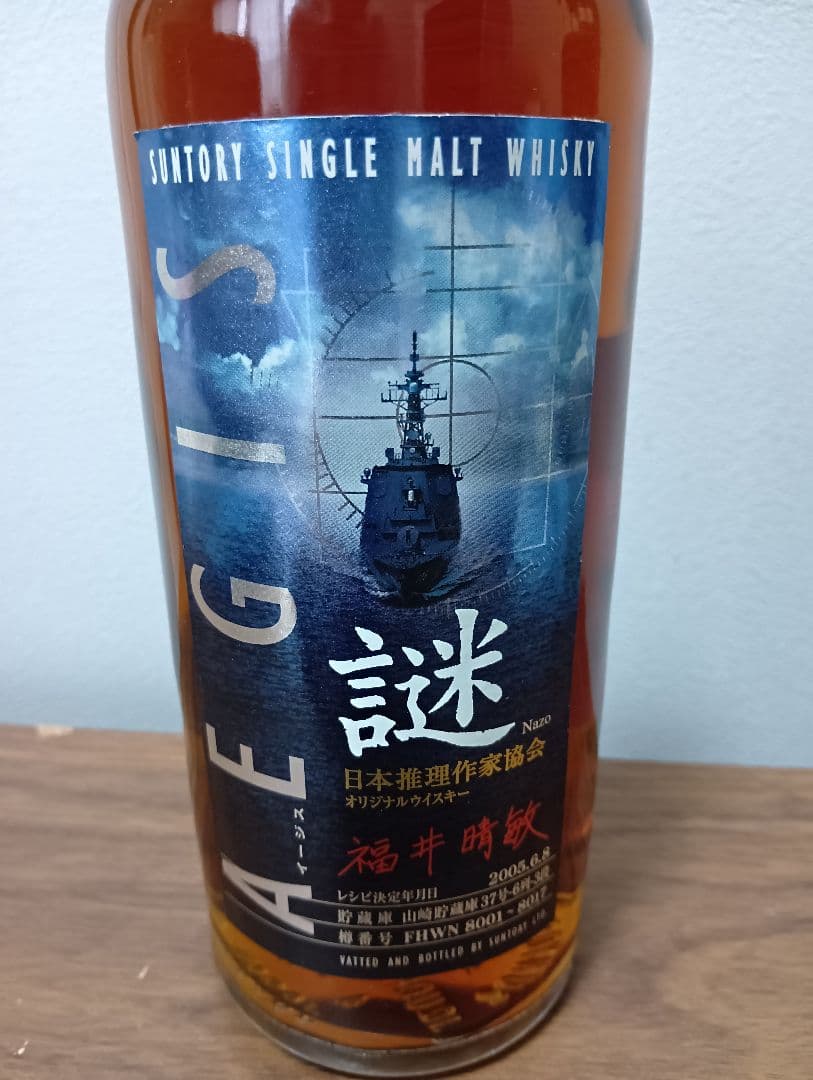 SUNTORY SINGLE MALT WHISKY
AEGIS
イージス
謎
Nazo
日本推理作家協会
オリジナルウイスキー
福井晴敏
レシピ決定年月日 2005.6.8
貯蔵庫 山崎貯蔵庫37号-6列-3段
樽番号 FHWN 8001~8017
VATTED AND BOTTLED BY SUNTORY LTD.